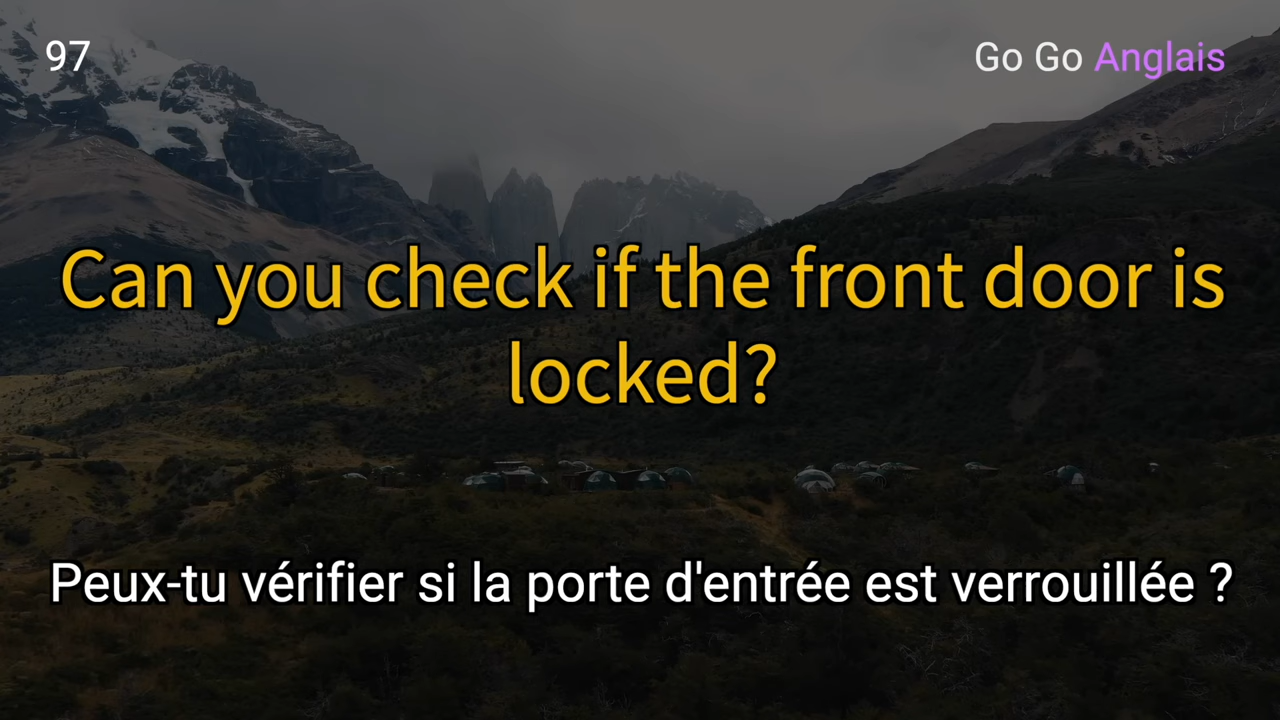 97
Go Go Anglais
Can you check if the front door is
locked?
Peux-tu vérifier si la porte d'entrée est verrouillée ?